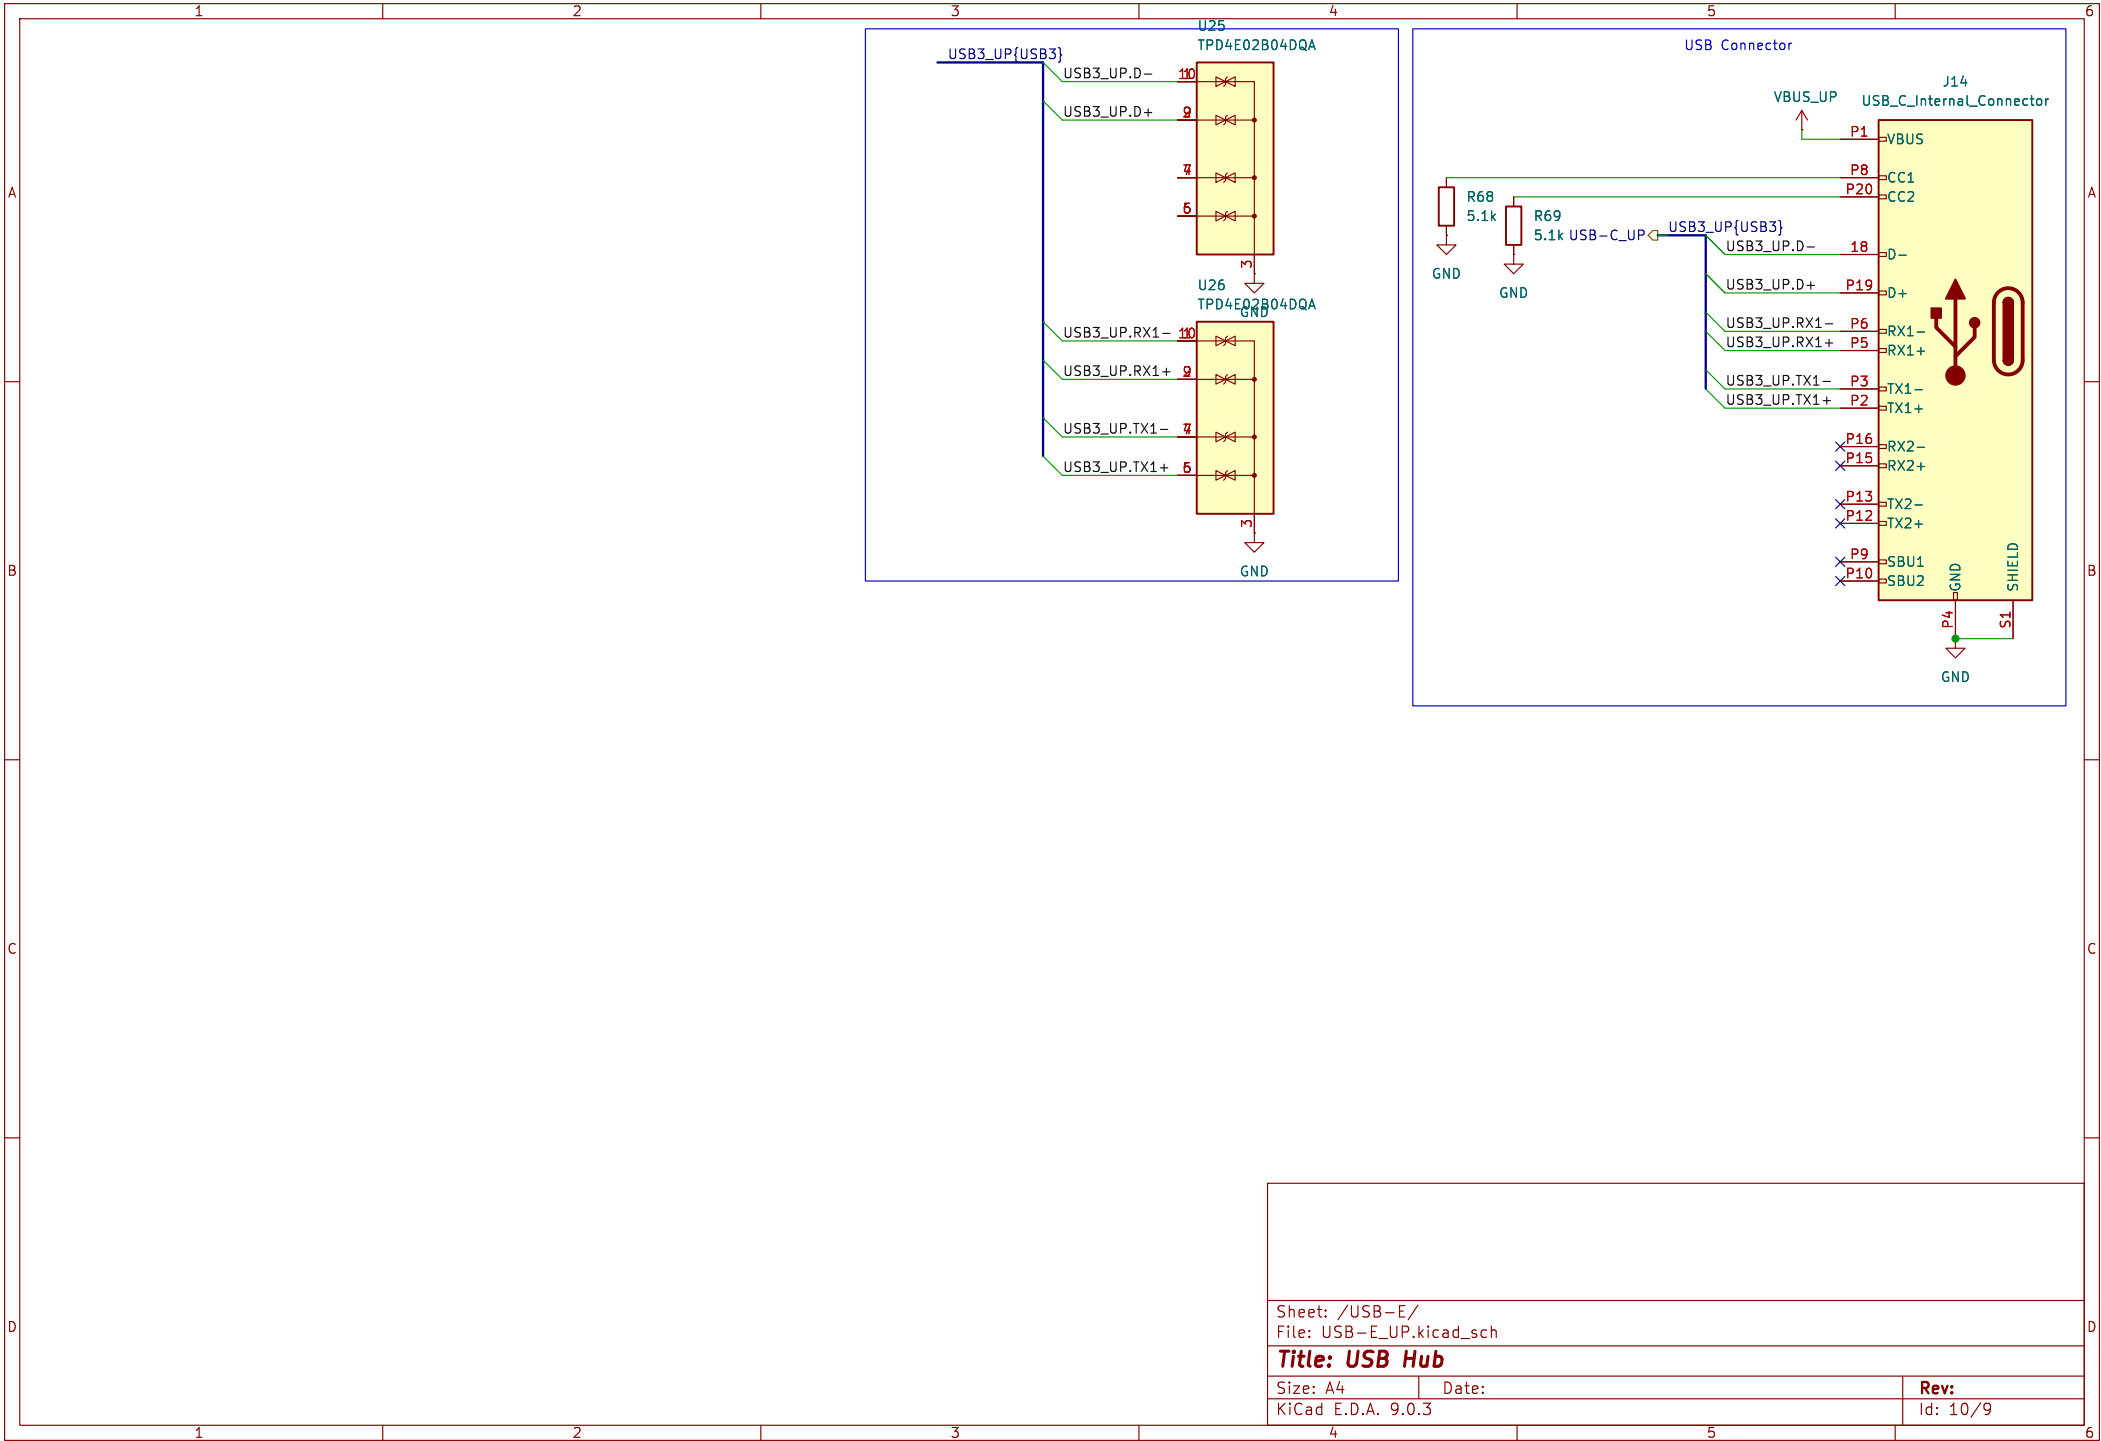 1 2 3 4 5 6
A
B
C
D
USB3_UP{USB3}
USB3_UP.D-
USB3_UP.D+
USB3_UP.RX1-
USB3_UP.RX1+
USB3_UP.TX1-
USB3_UP.TX1+
U25
TPD4E02B04DQA
3
GND
U26
TPD4E02B04DQA
10
9
7
6
3
GND
USB Connector
J14
USB_C_Internal_Connector
VBUS_UP
P1 VBUS
P8 CC1
P20 CC2
R68
5.1k
GND
R69
5.1k
GND
USB-C_UP
USB3_UP{USB3}
USB3_UP.D- 18 D-
USB3_UP.D+ P19 D+
USB3_UP.RX1- P6 RX1-
USB3_UP.RX1+ P5 RX1+
USB3_UP.TX1- P3 TX1-
USB3_UP.TX1+ P2 TX1+
P16 RX2-
P15 RX2+
P13 TX2-
P12 TX2+
P9 SBU1
P10 SBU2
GND
SHIELD
P4
S1
GND
A
B
C
D
Sheet: /USB-E/
File: USB-E_UP.kicad_sch
Title: USB Hub
Size: A4 Date: Rev:
KiCad E.D.A. 9.0.3 Id: 10/9
1 2 3 4 5 6